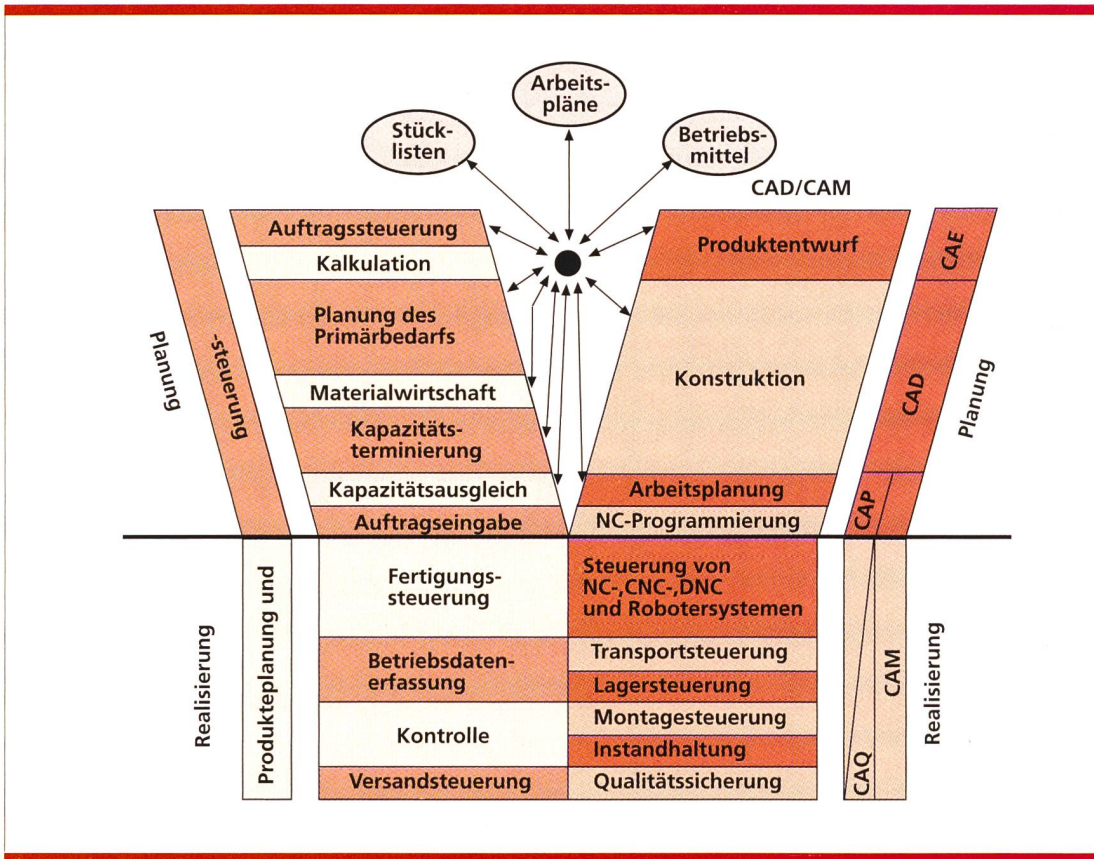 Arbeits-
pläne
Stück-
listen
Betriebs-
mittel
CAD/CAM
Planung
-steuerung
Auftragssteuerung
Kalkulation
Planung des
Primärbedarfs
Materialwirtschaft
Kapazitäts-
terminierung
Kapazitätsausgleich
Auftragseingabe
Produktentwurf
Konstruktion
Arbeitsplanung
NC-Programmierung
CAE
CAD
CAP
Planung
Realisierung
Produkteplanung und
Fertigungs-
steuerung
Betriebsdaten-
erfassung
Kontrolle
Versandsteuerung
Steuerung von
NC-,CNC-,DNC
und Robotersystemen
Transportsteuerung
Lagersteuerung
Montagesteuerung
Instandhaltung
Qualitätssicherung
CAQ
CAM
Realisierung